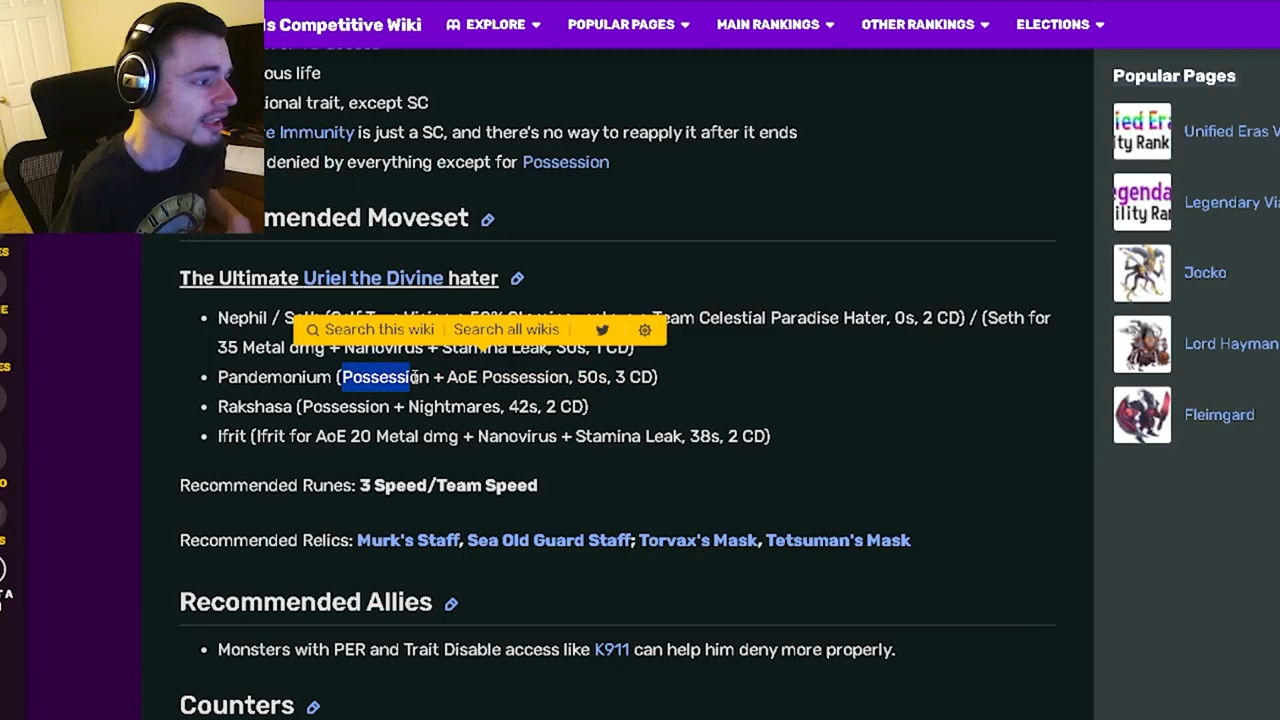 s Competitive Wiki
EXPLORE
POPULAR PAGES
MAIN RANKINGS
OTHER RANKINGS
ELECTIONS
ous life
ional trait, except SC
e Immunity is just a SC, and there's no way to reapply it after it ends
denied by everything except for Possession
mended Moveset
The Ultimate Uriel the Divine hater
Nephil / Team Celestial Paradise Hater, 0s, 2 CD) / (Seth for
35 Metal dmg + Nanovirus + Stamina Leak, 30s, 1 CD)
Search this wiki
Search all wikis
Pandemonium (Possession + AoE Possession, 50s, 3 CD)
Rakshasa (Possession + Nightmares, 42s, 2 CD)
Ifrit (Ifrit for AoE 20 Metal dmg + Nanovirus + Stamina Leak, 38s, 2 CD)
Recommended Runes: 3 Speed/Team Speed
Recommended Relics: Murk's Staff, Sea Old Guard Staff; Torvax's Mask, Tetsuman's Mask
Recommended Allies
Monsters with PER and Trait Disable access like K911 can help him deny more properly.
Counters
Popular Pages
ied Era
ity Rank
Unified Eras V
egenda
ility Ra
Legendary Via
Jocko
Lord Hayman
Fleimgard